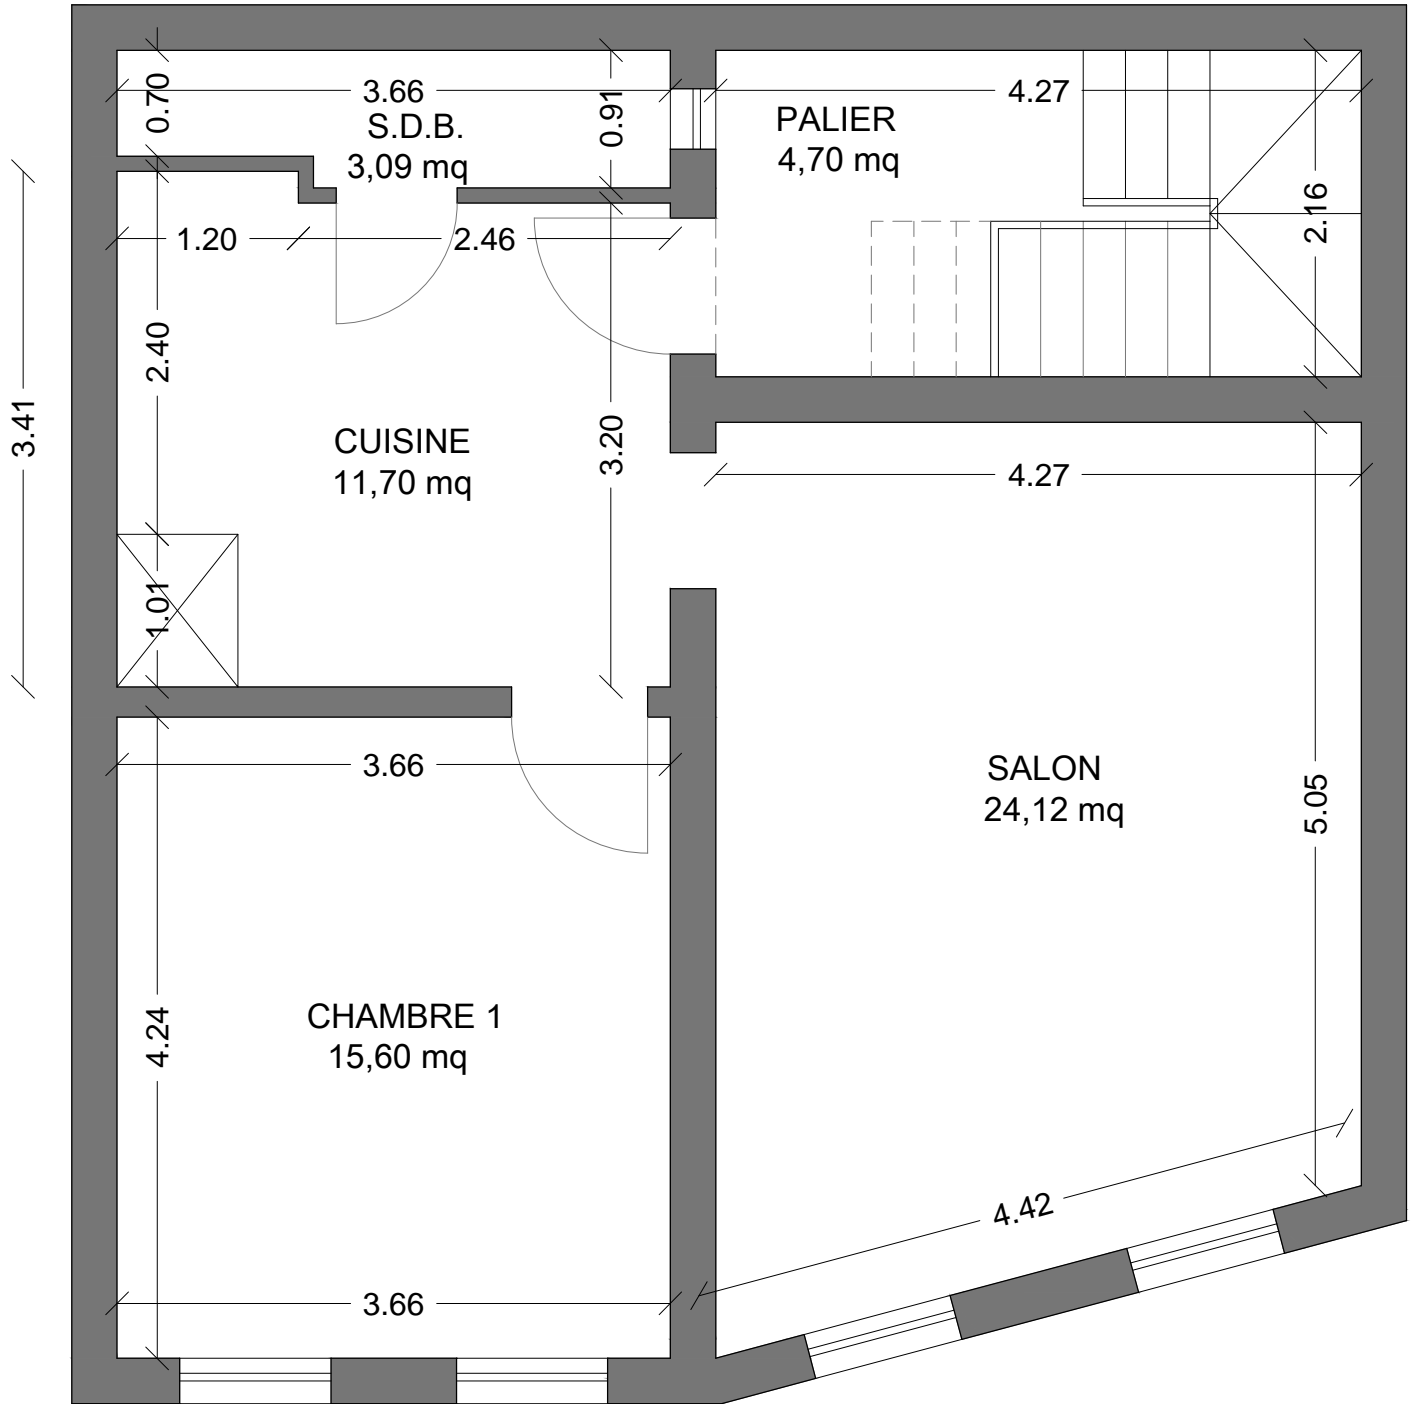 0.70
3.66
S.D.B.
3,09 mq
0.91
PALIER
4,70 mq
4.27
2.16
1.20
2.46
2.40
3.41
CUISINE
11,70 mq
3.20
4.27
1.01
3.66
SALON
24,12 mq
5.05
CHAMBRE 1
15,60 mq
4.24
4.42
3.66